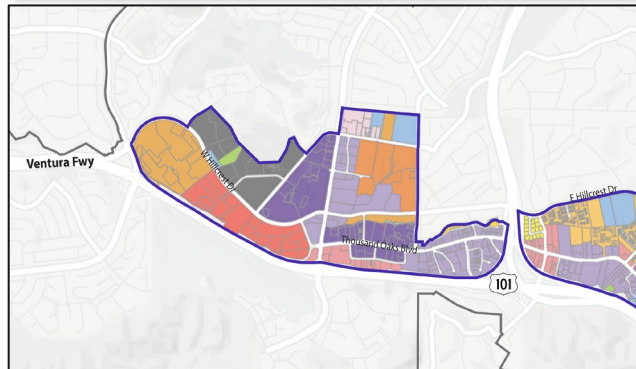 Ventura Fwy
W Hillcrest Dr
E Hillcrest Dr
Thousand Oaks Blvd
101